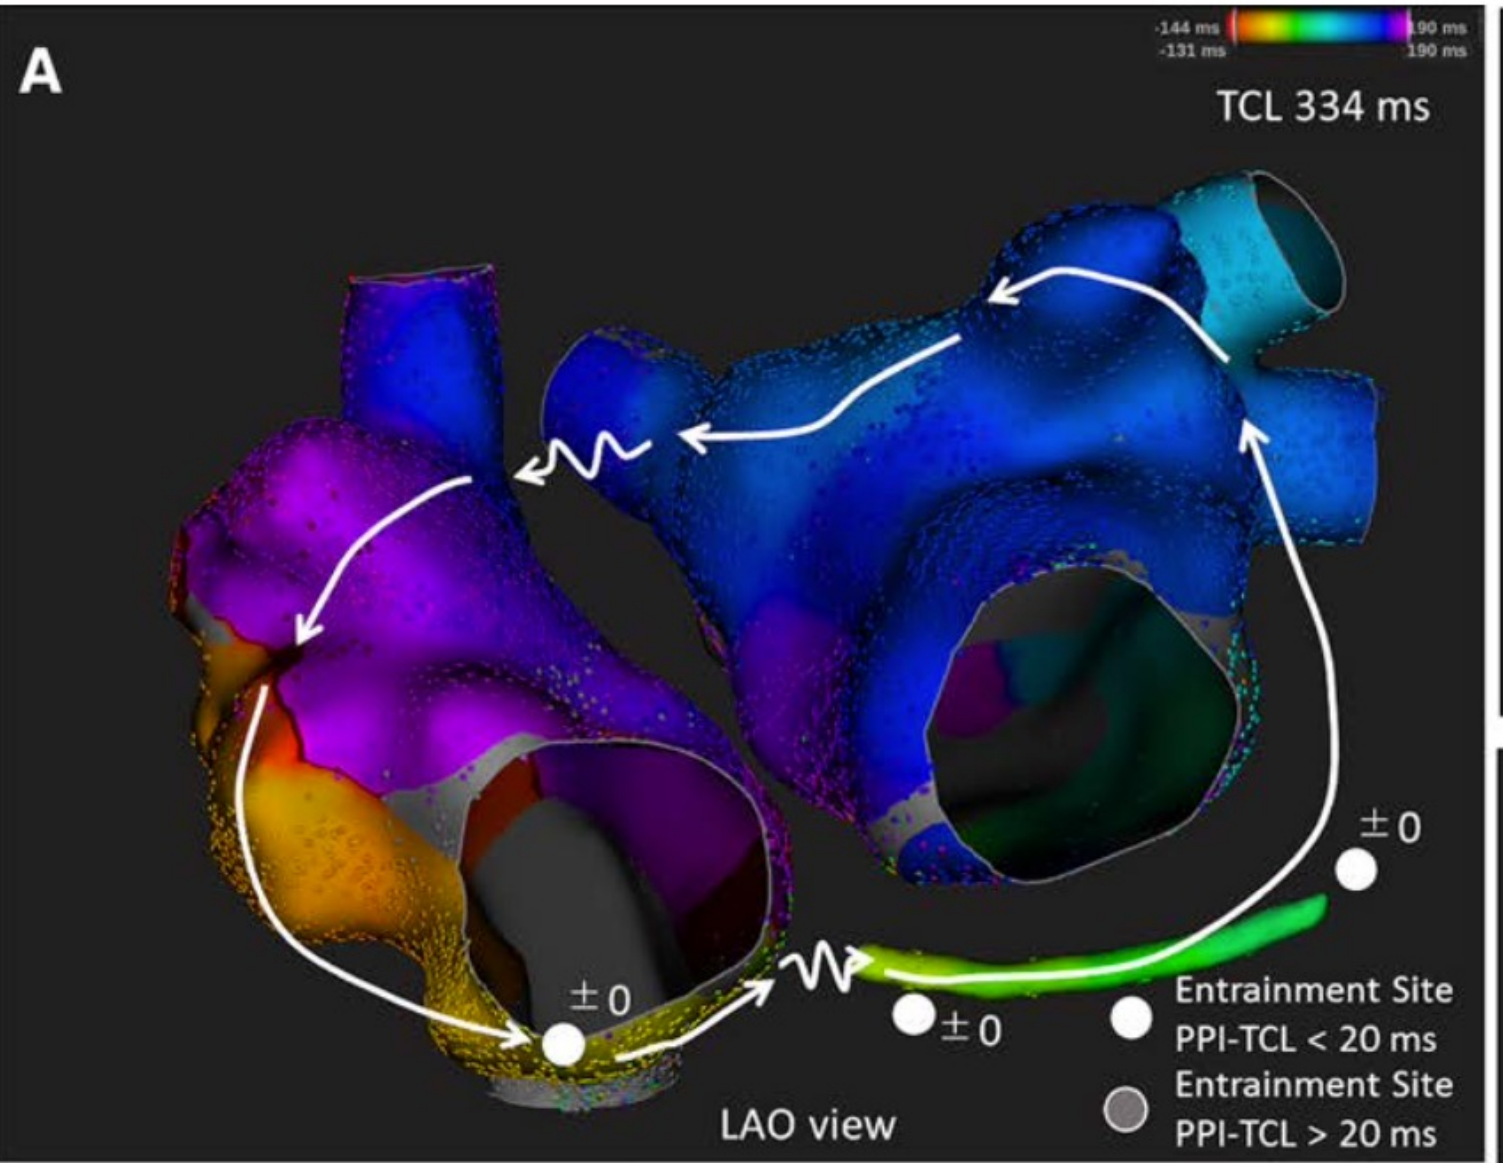 A
-144 ms 190 ms
-131 ms 190 ms
TCL 334 ms
±0
±0
±0
Entrainment Site
PPI-TCL < 20 ms
Entrainment Site
PPI-TCL > 20 ms
LAO view